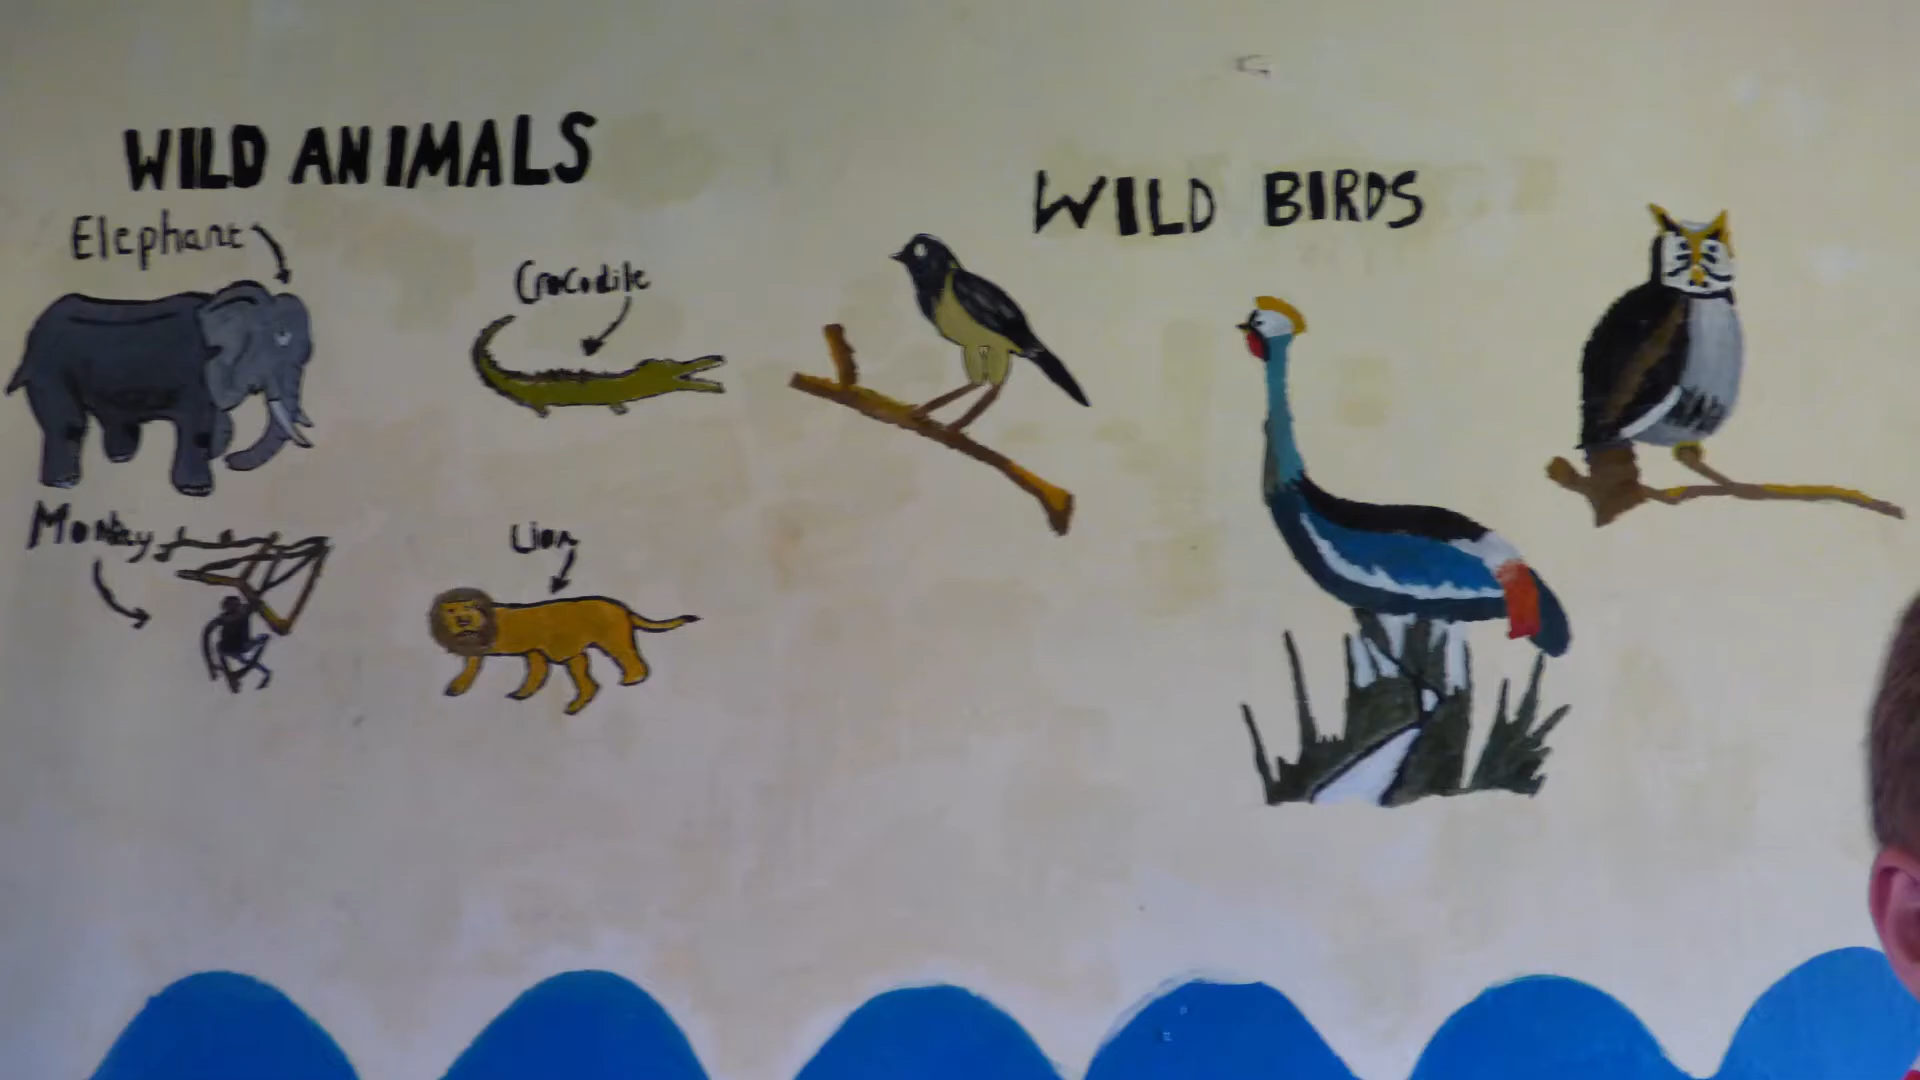 WILD ANIMALS
Elephant
Crocodile
Monkey
Lion
WILD BIRDS